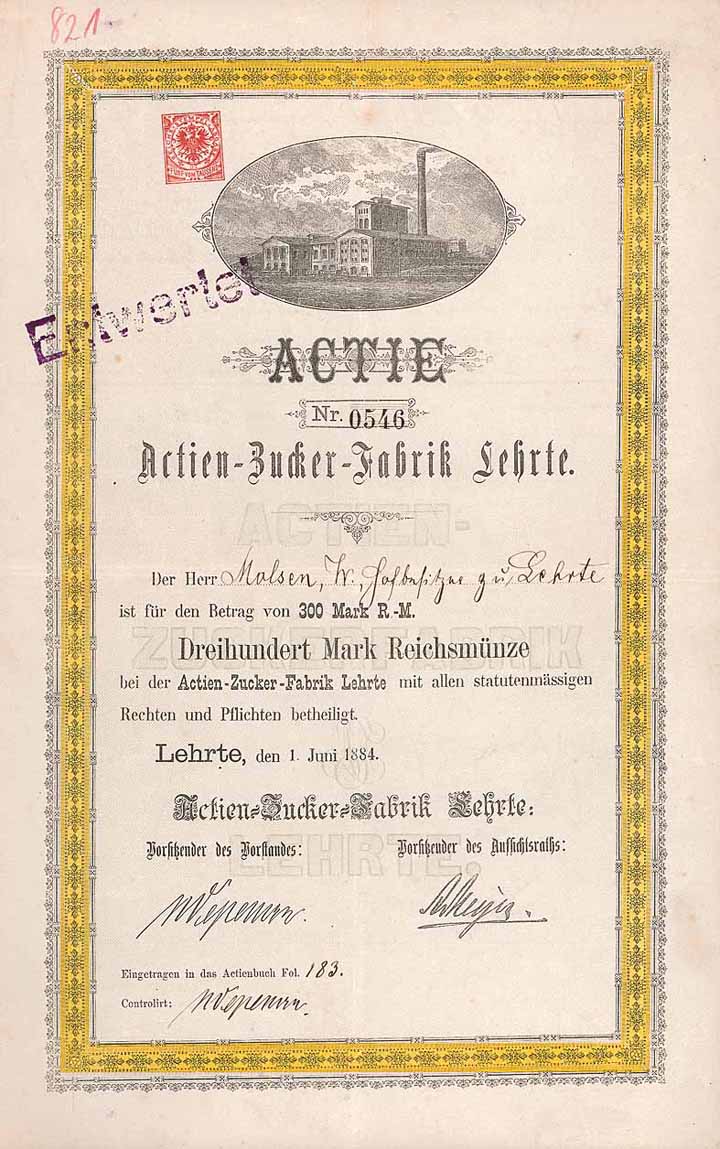 821
Entwertet
ACTIE
Nr. 0546
Actien-Zucker-Fabrik Lehrte.
ACTIEN-
ZUCKERFABRIK
LEHRTE.
Der Herr Molsen, W., Hofbesitzer zu Lehrte
ist für den Betrag von 300 Mark R.-M.
Dreihundert Mark Reichsmünze
bei der Actien-Zucker-Fabrik Lehrte mit allen statutenmässigen
Rechten und Pflichten betheiligt.
Lehrte, den 1. Juni 1884.
Actien-Zucker-Fabrik Lehrte:
Vorsitzender des Vorstandes: Vorsitzender des Aufsichtsraths:
Eingetragen in das Actienbuch Fol. 183.
Controlirt: